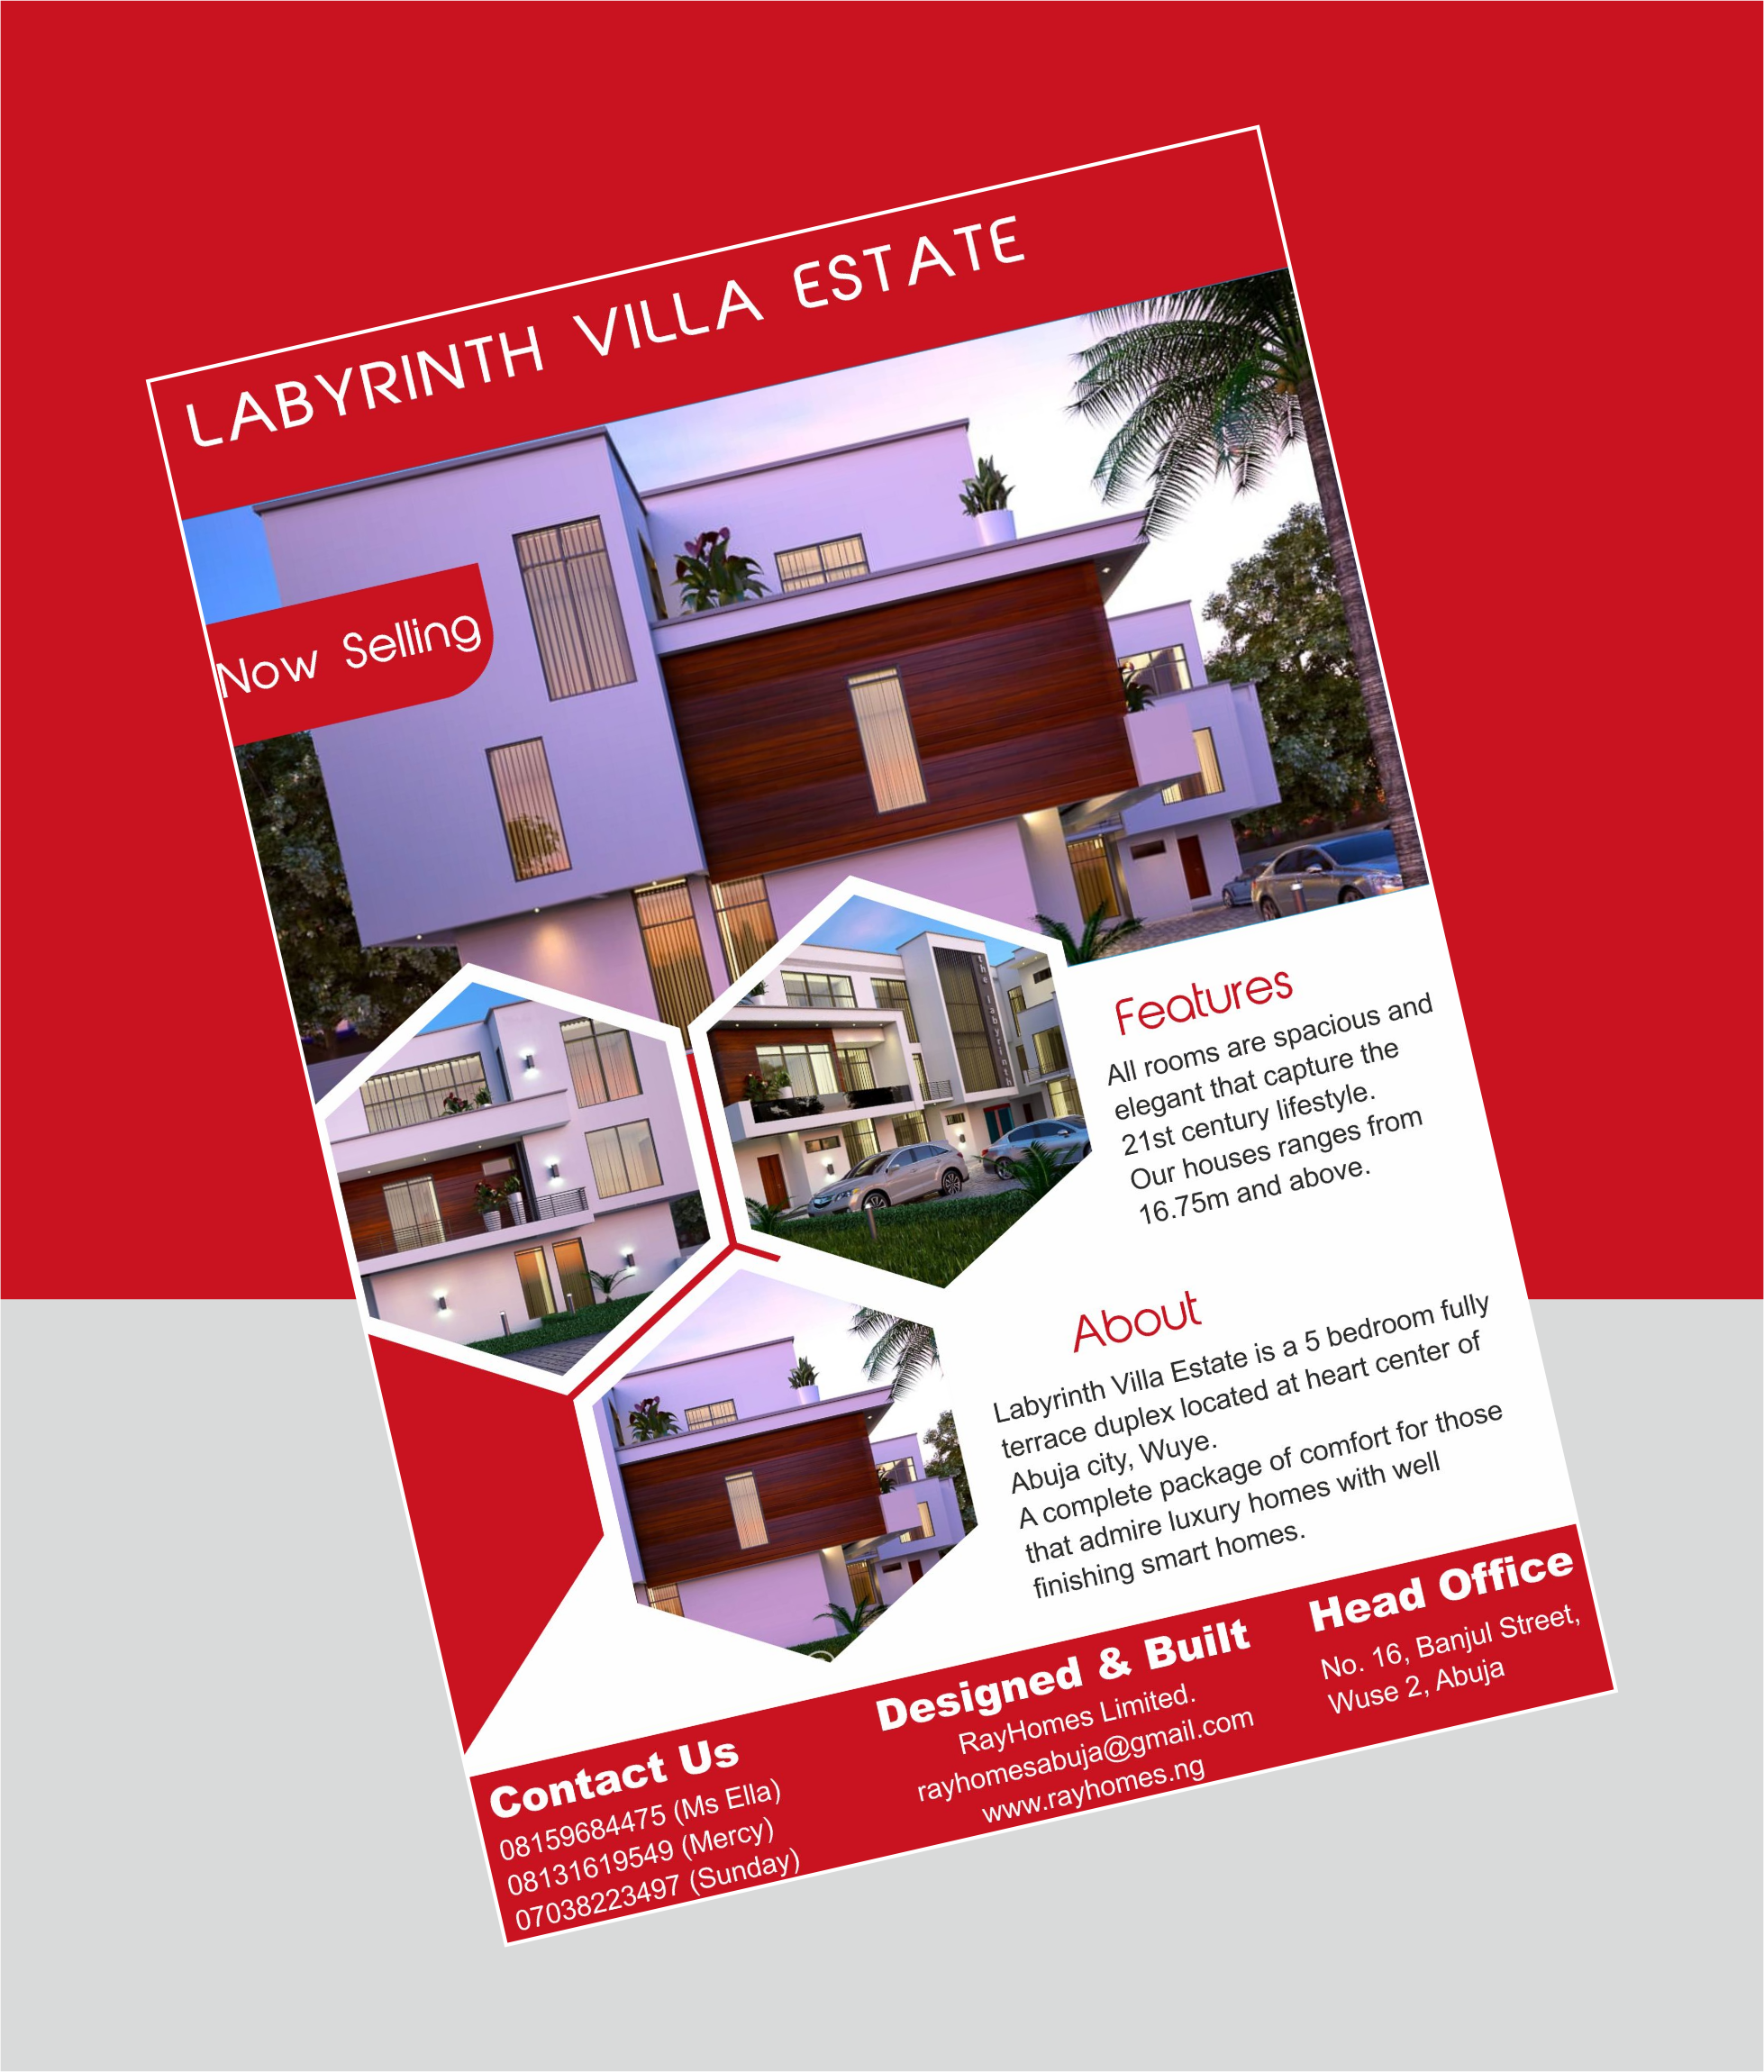 LABYRINTH VILLA ESTATE
Now Selling
the labyrinth
Features
All rooms are spacious and
elegant that capture the
21st century lifestyle.
Our houses ranges from
16.75m and above.
About
Labyrinth Villa Estate is a 5 bedroom fully
terrace duplex located at heart center of
Abuja city, Wuye.
A complete package of comfort for those
that admire luxury homes with well
finishing smart homes.
Contact Us
08159684475 (Ms Ella)
08131619549 (Mercy)
07038223497 (Sunday)
Designed & Built
RayHomes Limited.
rayhomesabuja@gmail.com
www.rayhomes.ng
Head Office
No. 16, Banjul Street,
Wuse 2, Abuja